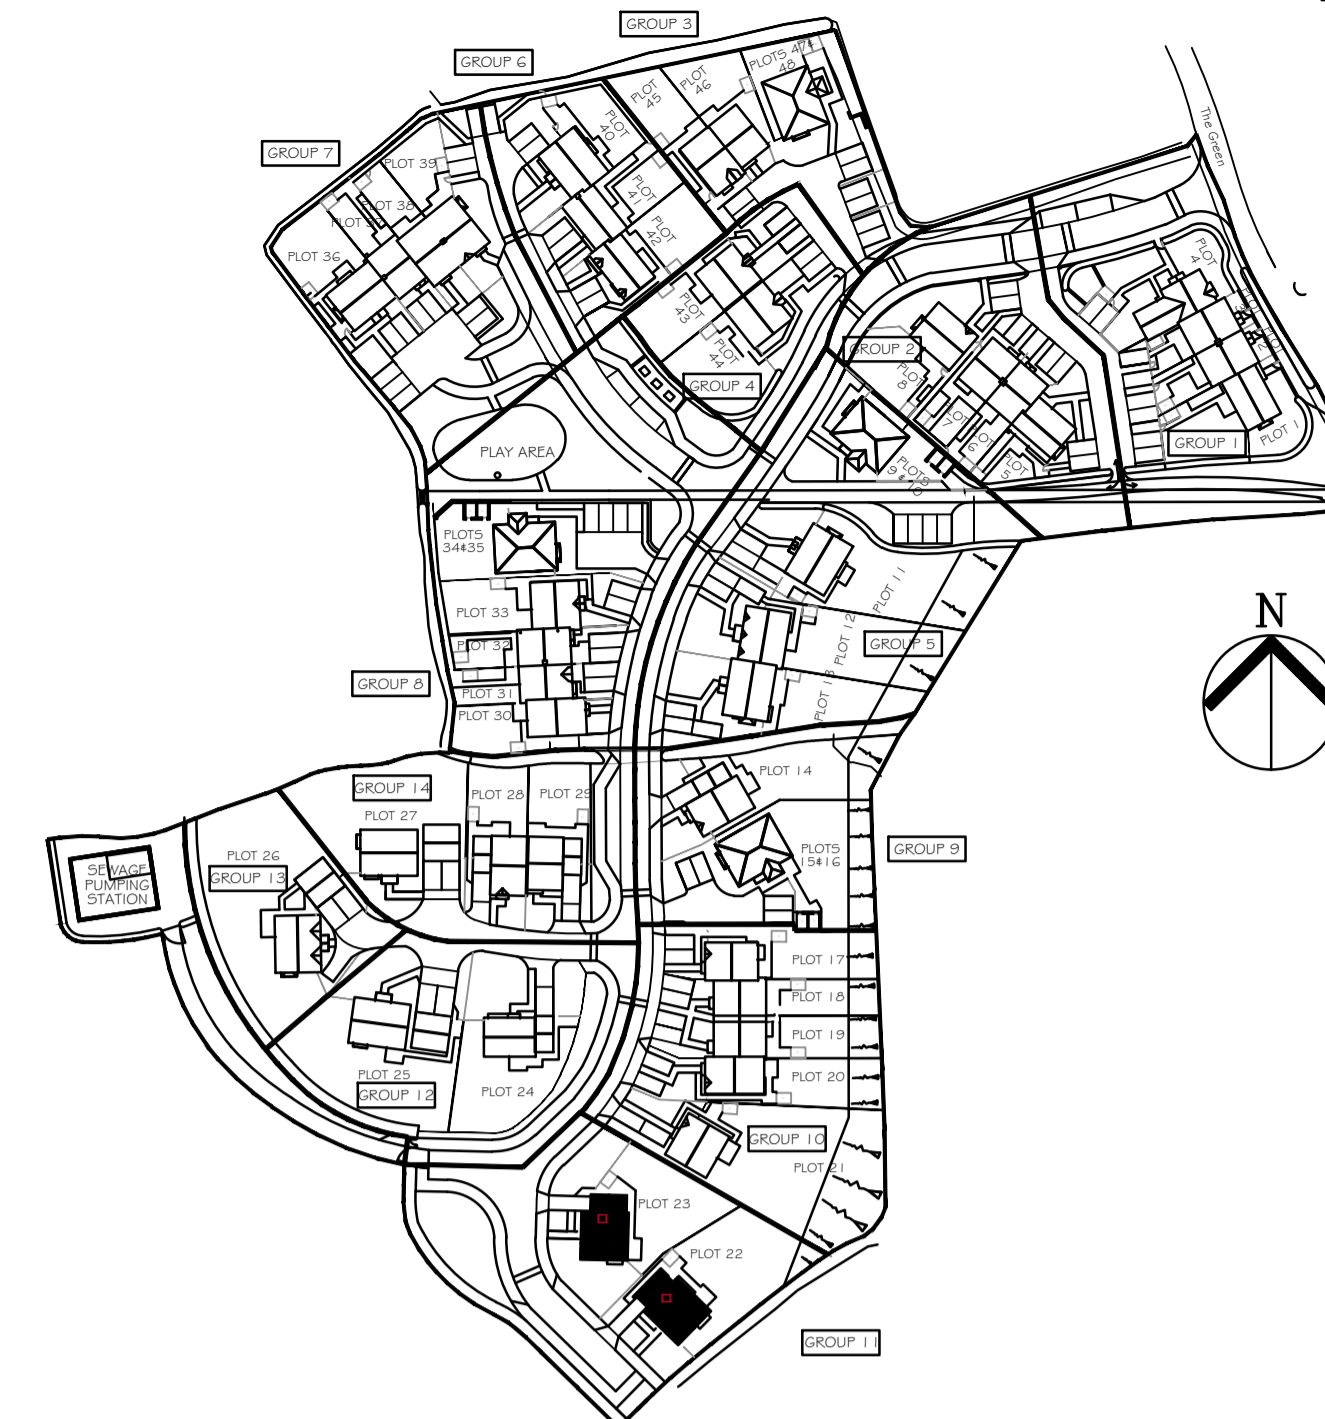 GROUP 3
GROUP 6
PLOTS 47&
48
PLOT
46
PLOT
45
PLOT
40
The Green
GROUP 7
PLOT 39
PLOT
41
PLOT 38
PLOT 37
PLOT
42
PLOT 36
PLOT
4
PLOT
43
PLOT
3
PLOT
2
PLOT
44
GROUP 2
PLOT
8
GROUP 4
PLOT
7
PLOT
6
PLOT
5
PLOT 1
GROUP 1
PLAY AREA
PLOTS
9&10
PLOTS
34&35
PLOT 11
PLOT 33
PLOT 12
PLOT 32
GROUP 5
N
GROUP 8
PLOT 31
PLOT 13
PLOT 30
PLOT 14
GROUP 14
PLOT 28
PLOT 29
PLOT 27
PLOTS
15&16
GROUP 9
PLOT 26
GROUP 13
SEWAGE
PUMPING
STATION
PLOT 17
PLOT 18
PLOT 19
PLOT 20
PLOT 25
GROUP 12
PLOT 24
GROUP 10
PLOT 21
PLOT 23
PLOT 22
GROUP 11